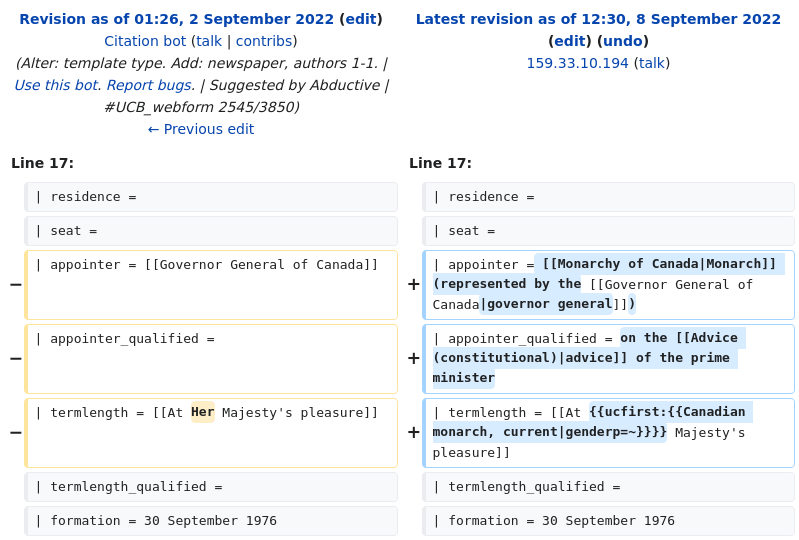 Revision as of 01:26, 2 September 2022 (edit)
Citation bot (talk | contribs)
(Alter: template type. Add: newspaper, authors 1-1. |
Use this bot. Report bugs. | Suggested by Abductive |
#UCB_webform 2545/3850)
← Previous edit
Latest revision as of 12:30, 8 September 2022
(edit) (undo)
159.33.10.194 (talk)
Line 17:
Line 17:
| residence =
| residence =
| seat =
| seat =
− | appointer = [[Governor General of Canada]]
+ | appointer = [[Monarchy of Canada|Monarch]]
(represented by the [[Governor General of
Canada|governor general]])
− | appointer_qualified =
+ | appointer_qualified = on the [[Advice
(constitutional)|advice]] of the prime
minister
− | termlength = [[At Her Majesty's pleasure]]
+ | termlength = [[At {{ucfirst:{{Canadian
monarch, current|genderp=~}}}} Majesty's
pleasure]]
| termlength_qualified =
| termlength_qualified =
| formation = 30 September 1976
| formation = 30 September 1976